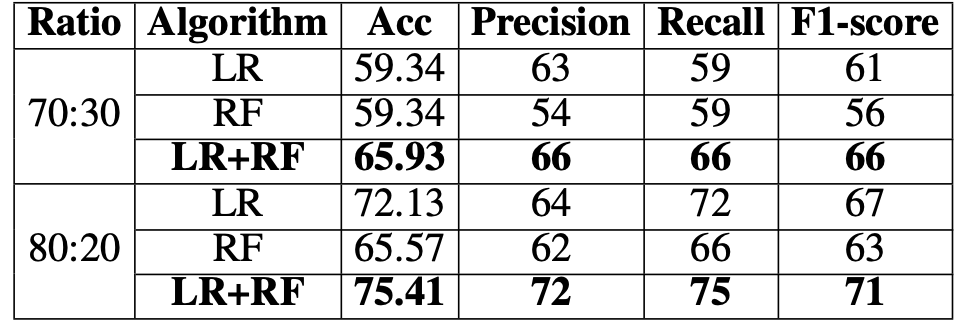 Ratio Algorithm Acc Precision Recall F1-score
70:30 LR 59.34 63 59 61
RF 59.34 54 59 56
LR+RF 65.93 66 66 66
80:20 LR 72.13 64 72 67
RF 65.57 62 66 63
LR+RF 75.41 72 75 71